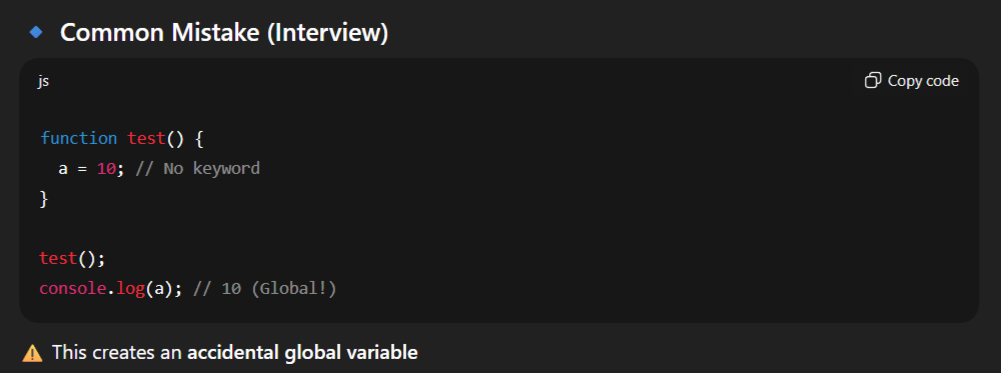 Common Mistake (Interview)
js
Copy code
function test() {
  a = 10; // No keyword
}
test();
console.log(a); // 10 (Global!)
⚠️ This creates an accidental global variable